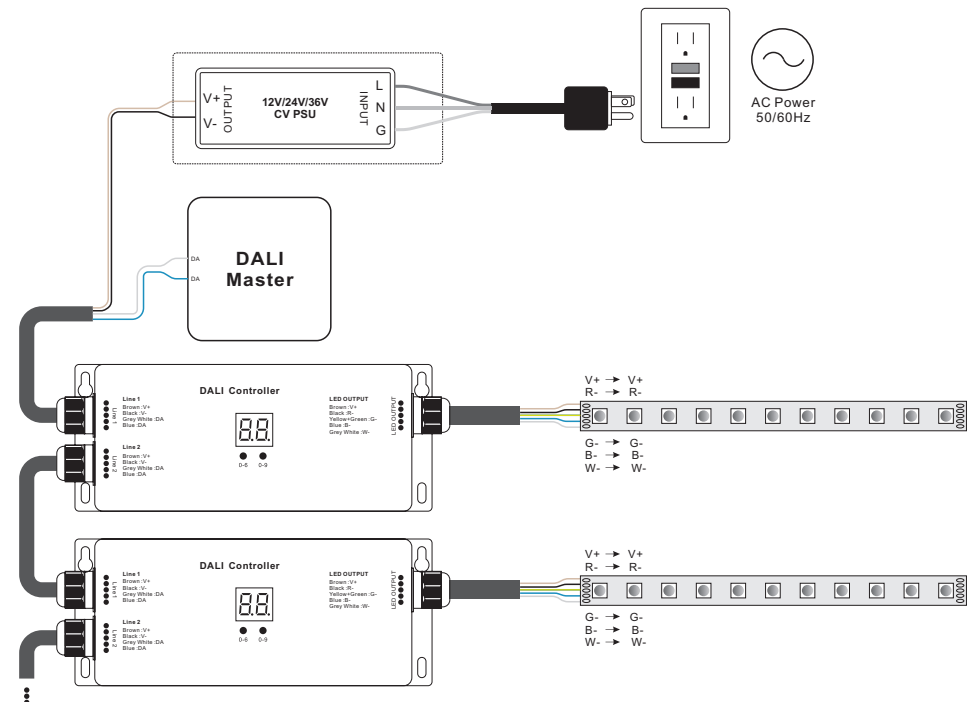 V+
V-
OUTPUT
12V/24V/36V
CV PSU
INPUT
L
N
G
AC Power
50/60Hz
DA
DA
DALI
Master
DALI Controller
Line 1
Brown :V+
Black :V-
Grey White :DA
Blue :DA
Line 1
Line 2
Brown :V+
Black :V-
Grey White :DA
Blue :DA
Line 2
8.8.
0-6 0-9
LED OUTPUT
Brown :V+
Black :R-
Yellow+Green :G-
Blue :B-
Grey White :W-
LED OUTPUT
V+ → V+
R- → R-
G- → G-
B- → B-
W- → W-
DALI Controller
Line 1
Brown :V+
Black :V-
Grey White :DA
Blue :DA
Line 1
Line 2
Brown :V+
Black :V-
Grey White :DA
Blue :DA
Line 2
8.8.
0-6 0-9
LED OUTPUT
Brown :V+
Black :R-
Yellow+Green :G-
Blue :B-
Grey White :W-
LED OUTPUT
V+ → V+
R- → R-
G- → G-
B- → B-
W- → W-